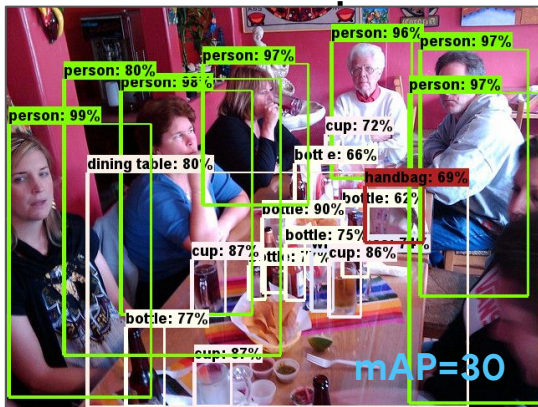 person: 96%
person: 97%
person: 97%
person: 80%
person: 98%
person: 97%
person: 99%
cup: 72%
dining table: 80%
bottle: 66%
handbag: 69%
bottle: 62%
bottle: 90%
bottle: 75%
cup: 87%
cup: 86%
bottle: 77%
cup: 87%
mAP=30